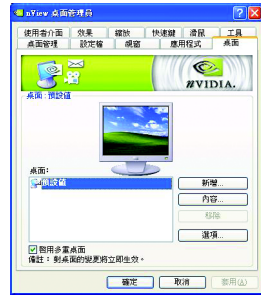 nView 桌面管理員
使用者介面 效果 縮放 快速鍵 滑鼠 工具
桌面管理 設定檔 視窗 應用程式 桌面
NVIDIA.
桌面:預設值
桌面:
預設值
新增...
內容...
移除
選項...
啟用多重桌面
備註: 對桌面的變更將立即生效。
確定 取消 套用(A)